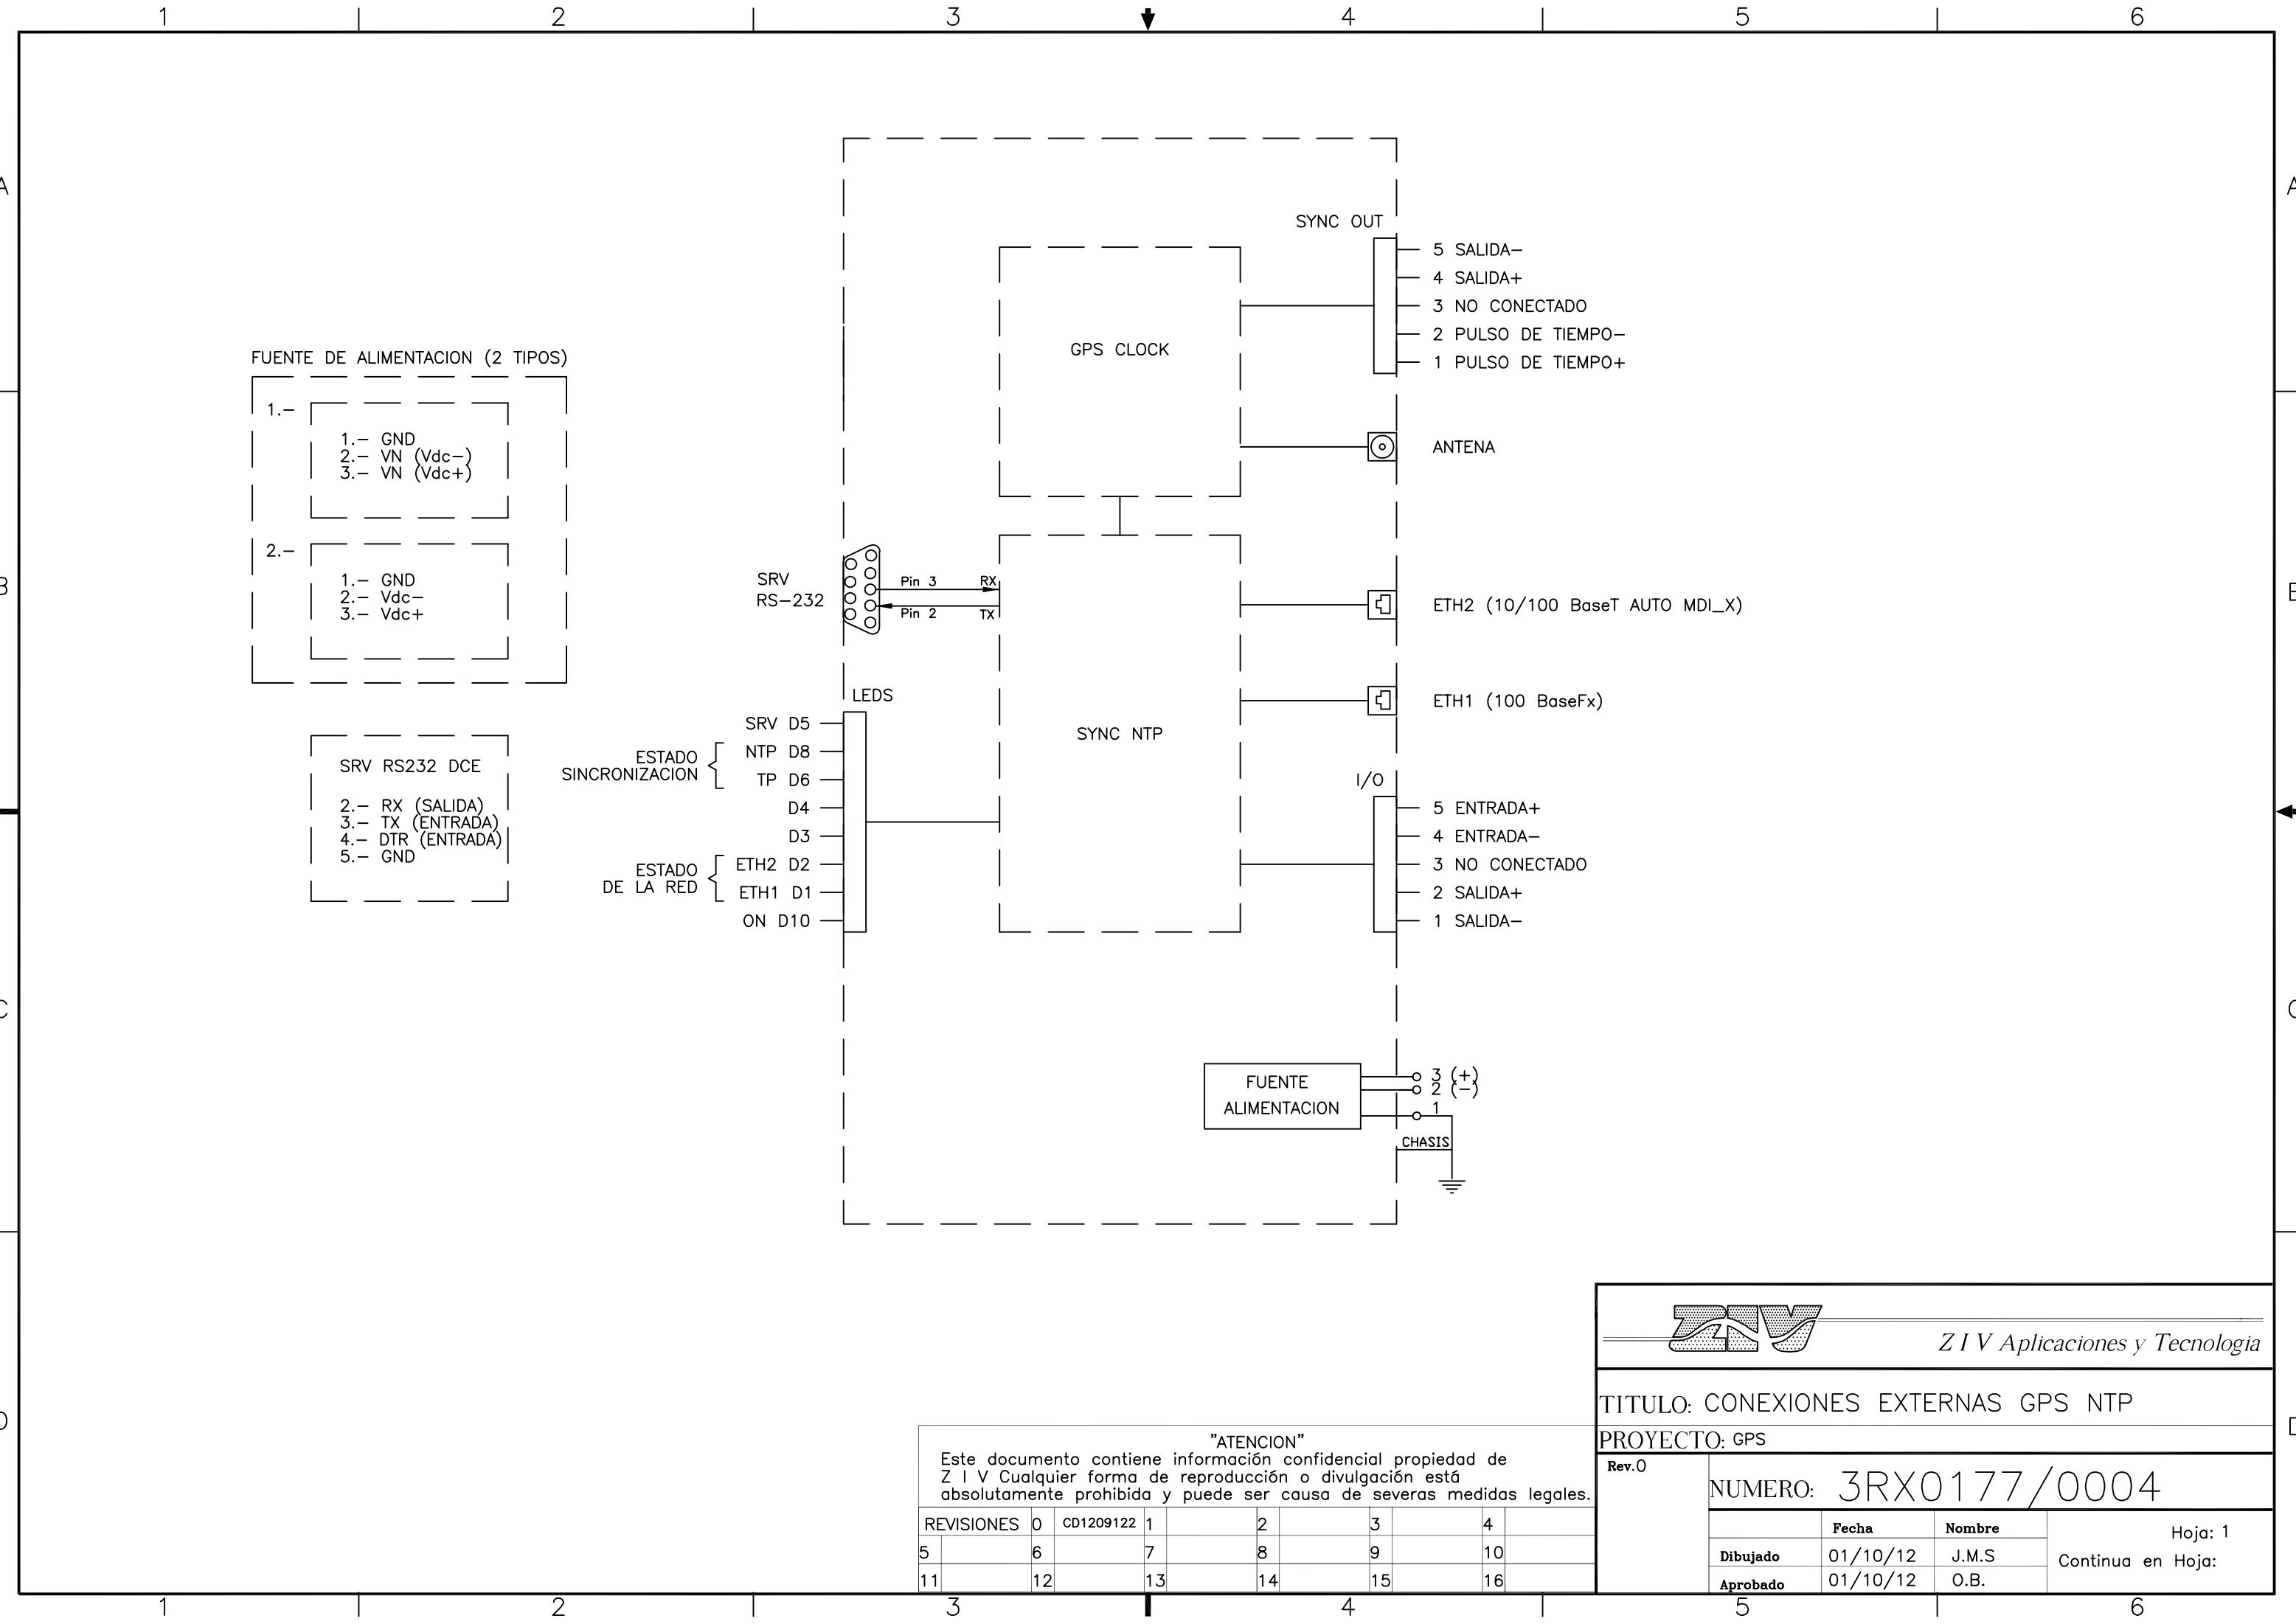 1 2 3 4 5 6
A A
SYNC OUT
5 SALIDA-
4 SALIDA+
3 NO CONECTADO
2 PULSO DE TIEMPO-
1 PULSO DE TIEMPO+
GPS CLOCK
ANTENA
FUENTE DE ALIMENTACION (2 TIPOS)
1.-
1.- GND
2.- VN (Vdc-)
3.- VN (Vdc+)
2.-
1.- GND
2.- Vdc-
3.- Vdc+
B B
SRV
RS-232
Pin 3 RX
Pin 2 TX
ETH2 (10/100 BaseT AUTO MDI_X)
ETH1 (100 BaseFx)
SYNC NTP
LEDS
SRV D5
NTP D8
TP D6
D4
D3
ETH2 D2
ETH1 D1
ON D10
ESTADO
SINCRONIZACION
ESTADO
DE LA RED
SRV RS232 DCE
2.- RX (SALIDA)
3.- TX (ENTRADA)
4.- DTR (ENTRADA)
5.- GND
I/O
5 ENTRADA+
4 ENTRADA-
3 NO CONECTADO
2 SALIDA+
1 SALIDA-
C C
FUENTE
ALIMENTACION
3 (+)
2 (-)
1
CHASIS
ZIV
Z I V Aplicaciones y Tecnologia
TITULO: CONEXIONES EXTERNAS GPS NTP
PROYECTO: GPS
Rev.0
NUMERO: 3RX0177/0004
Fecha Nombre
Dibujado 01/10/12 J.M.S
Aprobado 01/10/12 O.B.
Hoja: 1
Continua en Hoja:
D D
"ATENCION"
Este documento contiene información confidencial propiedad de
Z I V Cualquier forma de reproducción o divulgación está
absolutamente prohibida y puede ser causa de severas medidas legales.
REVISIONES 0 CD1209122 1 2 3 4
5 6 7 8 9 10
11 12 13 14 15 16
1 2 3 4 5 6